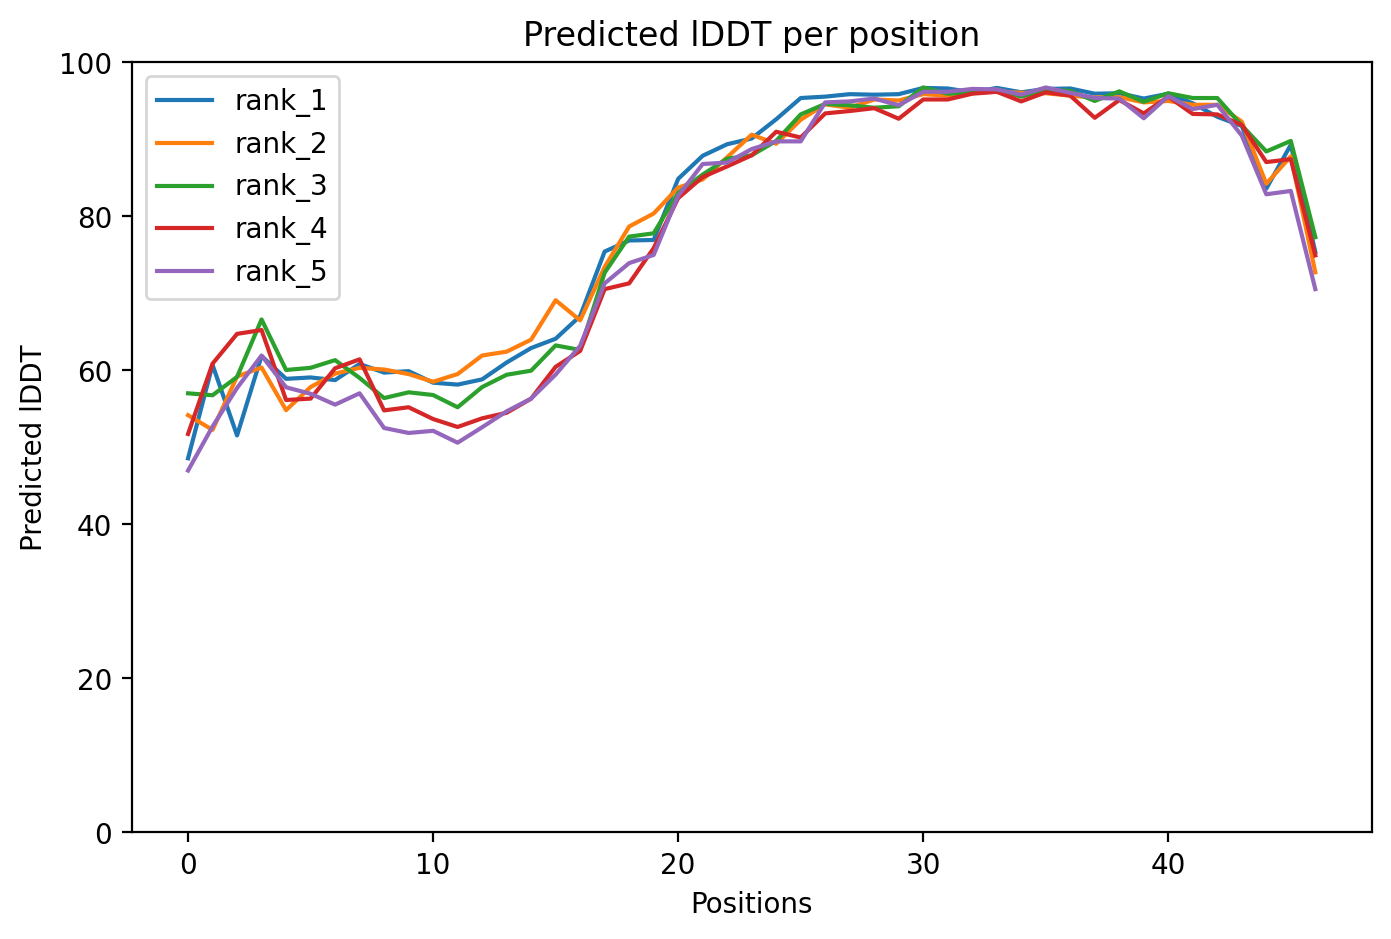 Predicted lDDT per position
100
80
60
40
20
0
Predicted lDDT
rank_1
rank_2
rank_3
rank_4
rank_5
0 10 20 30 40
Positions